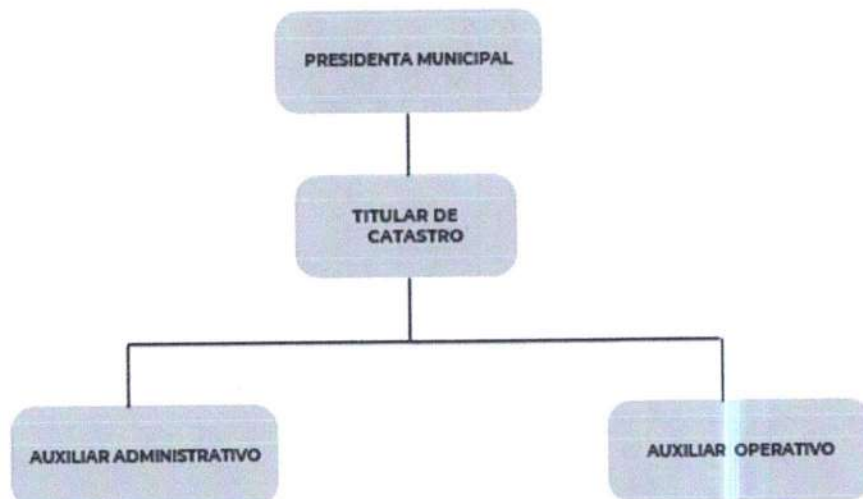 PRESIDENTA MUNICIPAL
TITULAR DE
CATASTRO
AUXILIAR ADMINISTRATIVO
AUXILIAR OPERATIVO